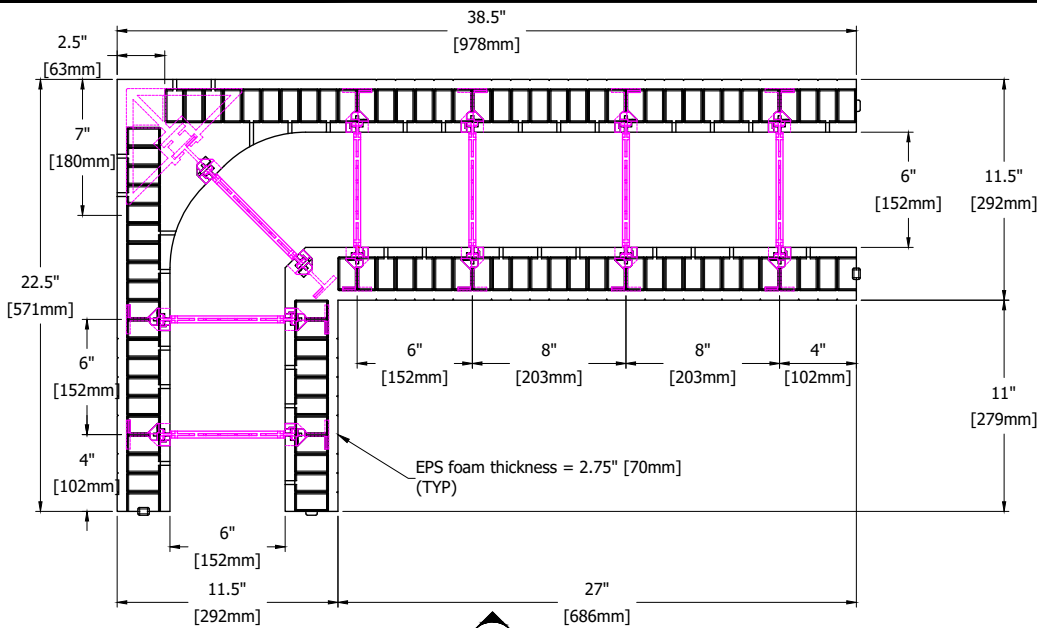 38.5"
[978mm]
2.5"
[63mm]
7"
[180mm]
6"
[152mm]
11.5"
[292mm]
22.5"
[571mm]
6"
[152mm]
8"
[203mm]
8"
[203mm]
4"
[102mm]
6"
[152mm]
11"
[279mm]
EPS foam thickness = 2.75" [70mm]
(TYP)
4"
[102mm]
6"
[152mm]
11.5"
[292mm]
27"
[686mm]